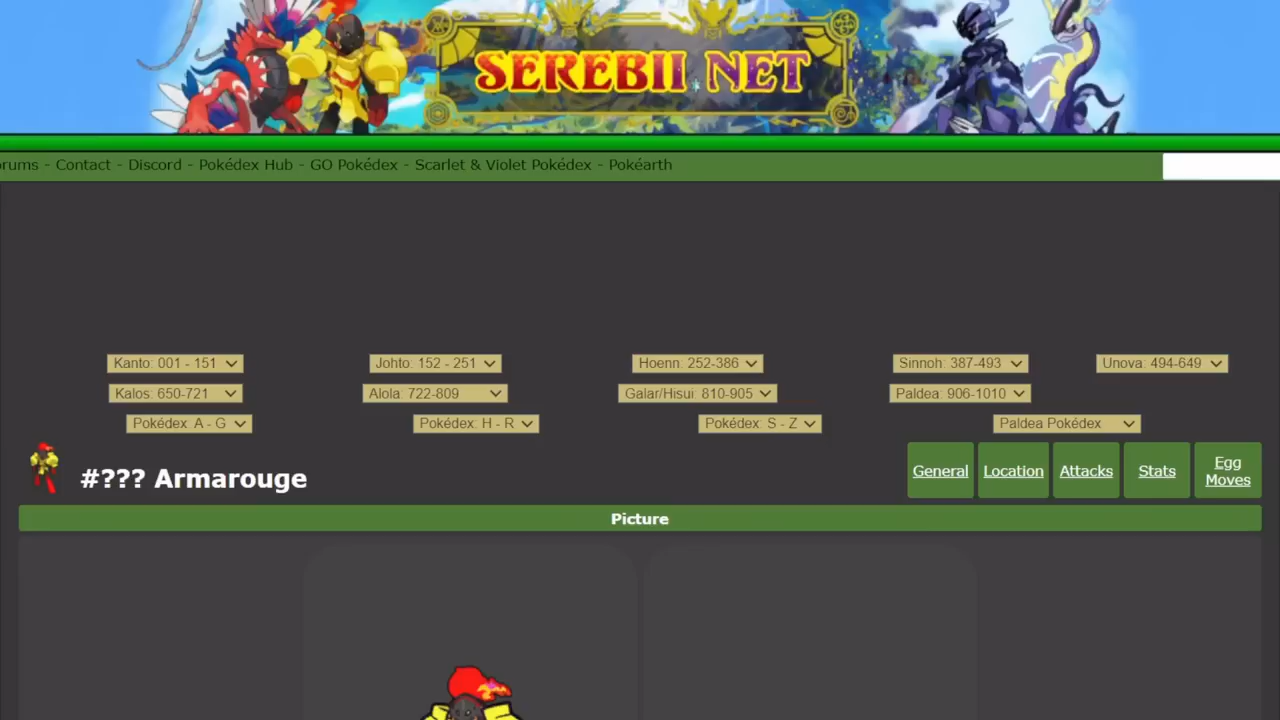 SEREBII NET
orums - Contact - Discord - Pokédex Hub - GO Pokédex - Scarlet & Violet Pokédex - Pokéarth
Kanto: 001 - 151 Johto: 152 - 251 Hoenn: 252-386 Sinnoh: 387-493 Unova: 494-649
Kalos: 650-721 Alola: 722-809 Galar/Hisui: 810-905 Paldea: 906-1010
Pokédex: A - G Pokédex: H - R Pokédex: S - Z Paldea Pokédex
#??? Armarouge
General Location Attacks Stats Egg Moves
Picture